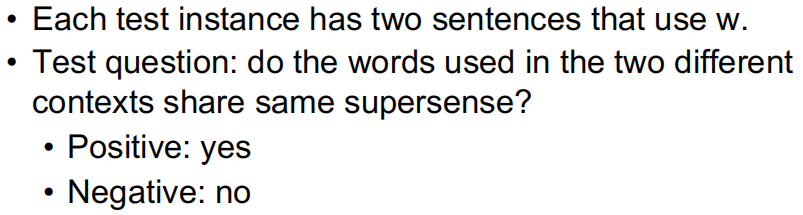 • Each test instance has two sentences that use w.
• Test question: do the words used in the two different
contexts share same supersense?
• Positive: yes
• Negative: no